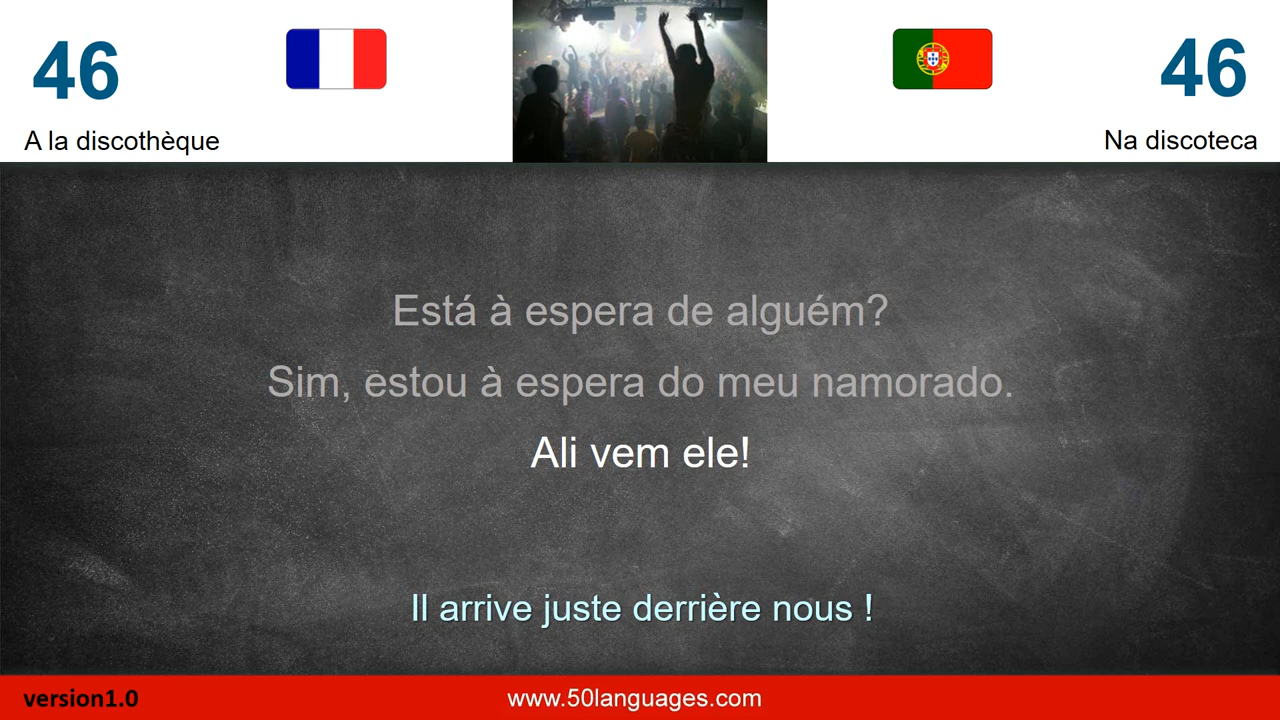 46
46
A la discothèque
Na discoteca
Está à espera de alguém?
Sim, estou à espera do meu namorado.
Ali vem ele!
Il arrive juste derrière nous !
version1.0
www.50languages.com